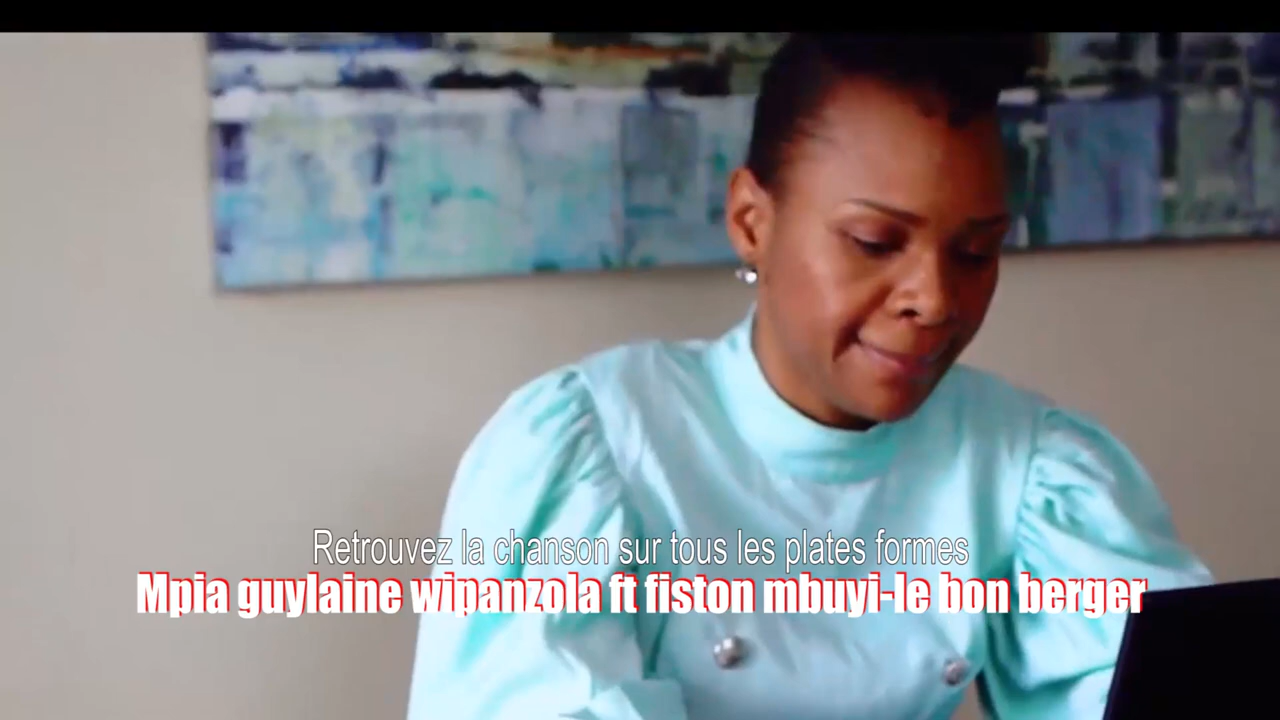 Retrouvez la chanson sur tous les plates formes
Mpia guylaine wipanzola ft fiston mbuyi-le bon berger